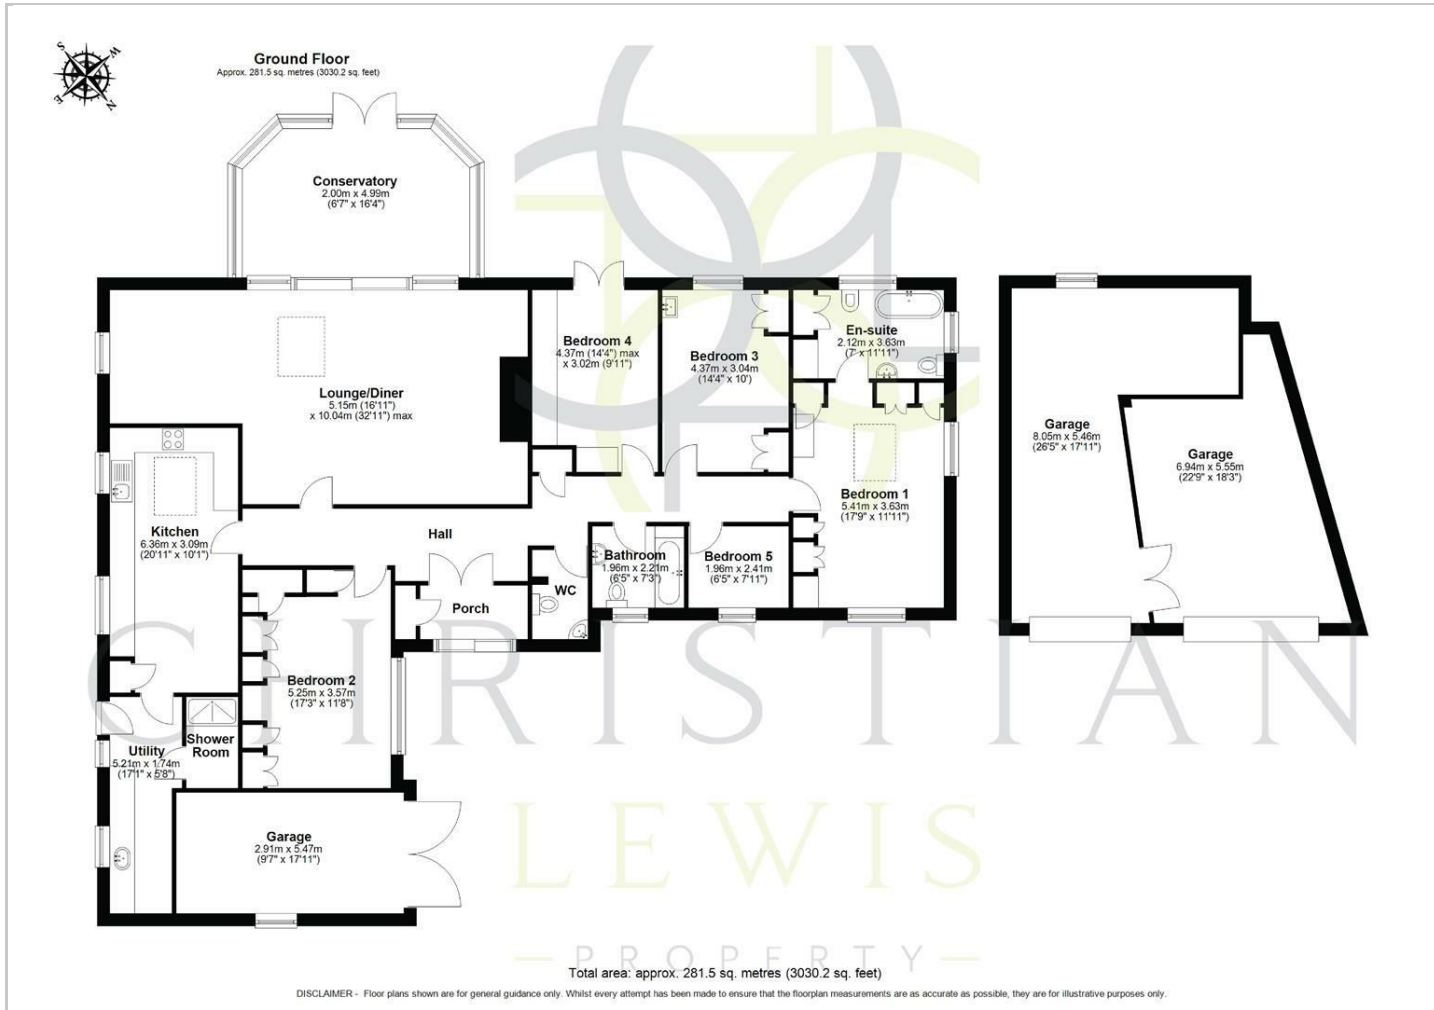 Ground Floor
Approx. 281.5 sq. metres (3030.2 sq. feet)
S
W
E
N
Conservatory
2.00m x 4.99m
(6'7" x 16'4")
Lounge/Diner
5.15m (16'11")
x 10.04m (32'11") max
Bedroom 4
4.37m (14'4") max
x 3.02m (9'11")
Bedroom 3
4.37m x 3.04m
(14'4" x 10')
En-suite
2.12m x 3.63m
(7' x 11'11")
Bedroom 1
5.41m x 3.63m
(17'9" x 11'11")
Kitchen
6.36m x 3.09m
(20'11" x 10'1")
Hall
Porch
WC
Bathroom
1.96m x 2.21m
(6'5" x 7'3")
Bedroom 5
1.96m x 2.41m
(6'5" x 7'11")
Bedroom 2
5.25m x 3.57m
(17'3" x 11'8")
Shower
Room
Utility
5.21m x 1.74m
(17'1" x 5'8")
Garage
2.91m x 5.47m
(9'7" x 17'11")
Garage
8.05m x 5.46m
(26'5" x 17'11")
Garage
6.94m x 5.55m
(22'9" x 18'3")
CHRISTIAN
LEWIS
PROPERTY
Total area: approx. 281.5 sq. metres (3030.2 sq. feet)
DISCLAIMER - Floor plans shown are for general guidance only. Whilst every attempt has been made to ensure that the floorplan measurements are as accurate as possible, they are for illustrative purposes only.